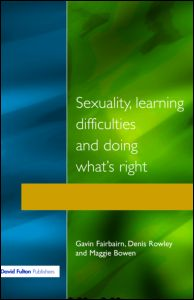 Sexuality, learning
difficulties
and doing
what's right
Gavin Fairbairn, Denis Rowley
and Maggie Bowen
David Fulton Publishers